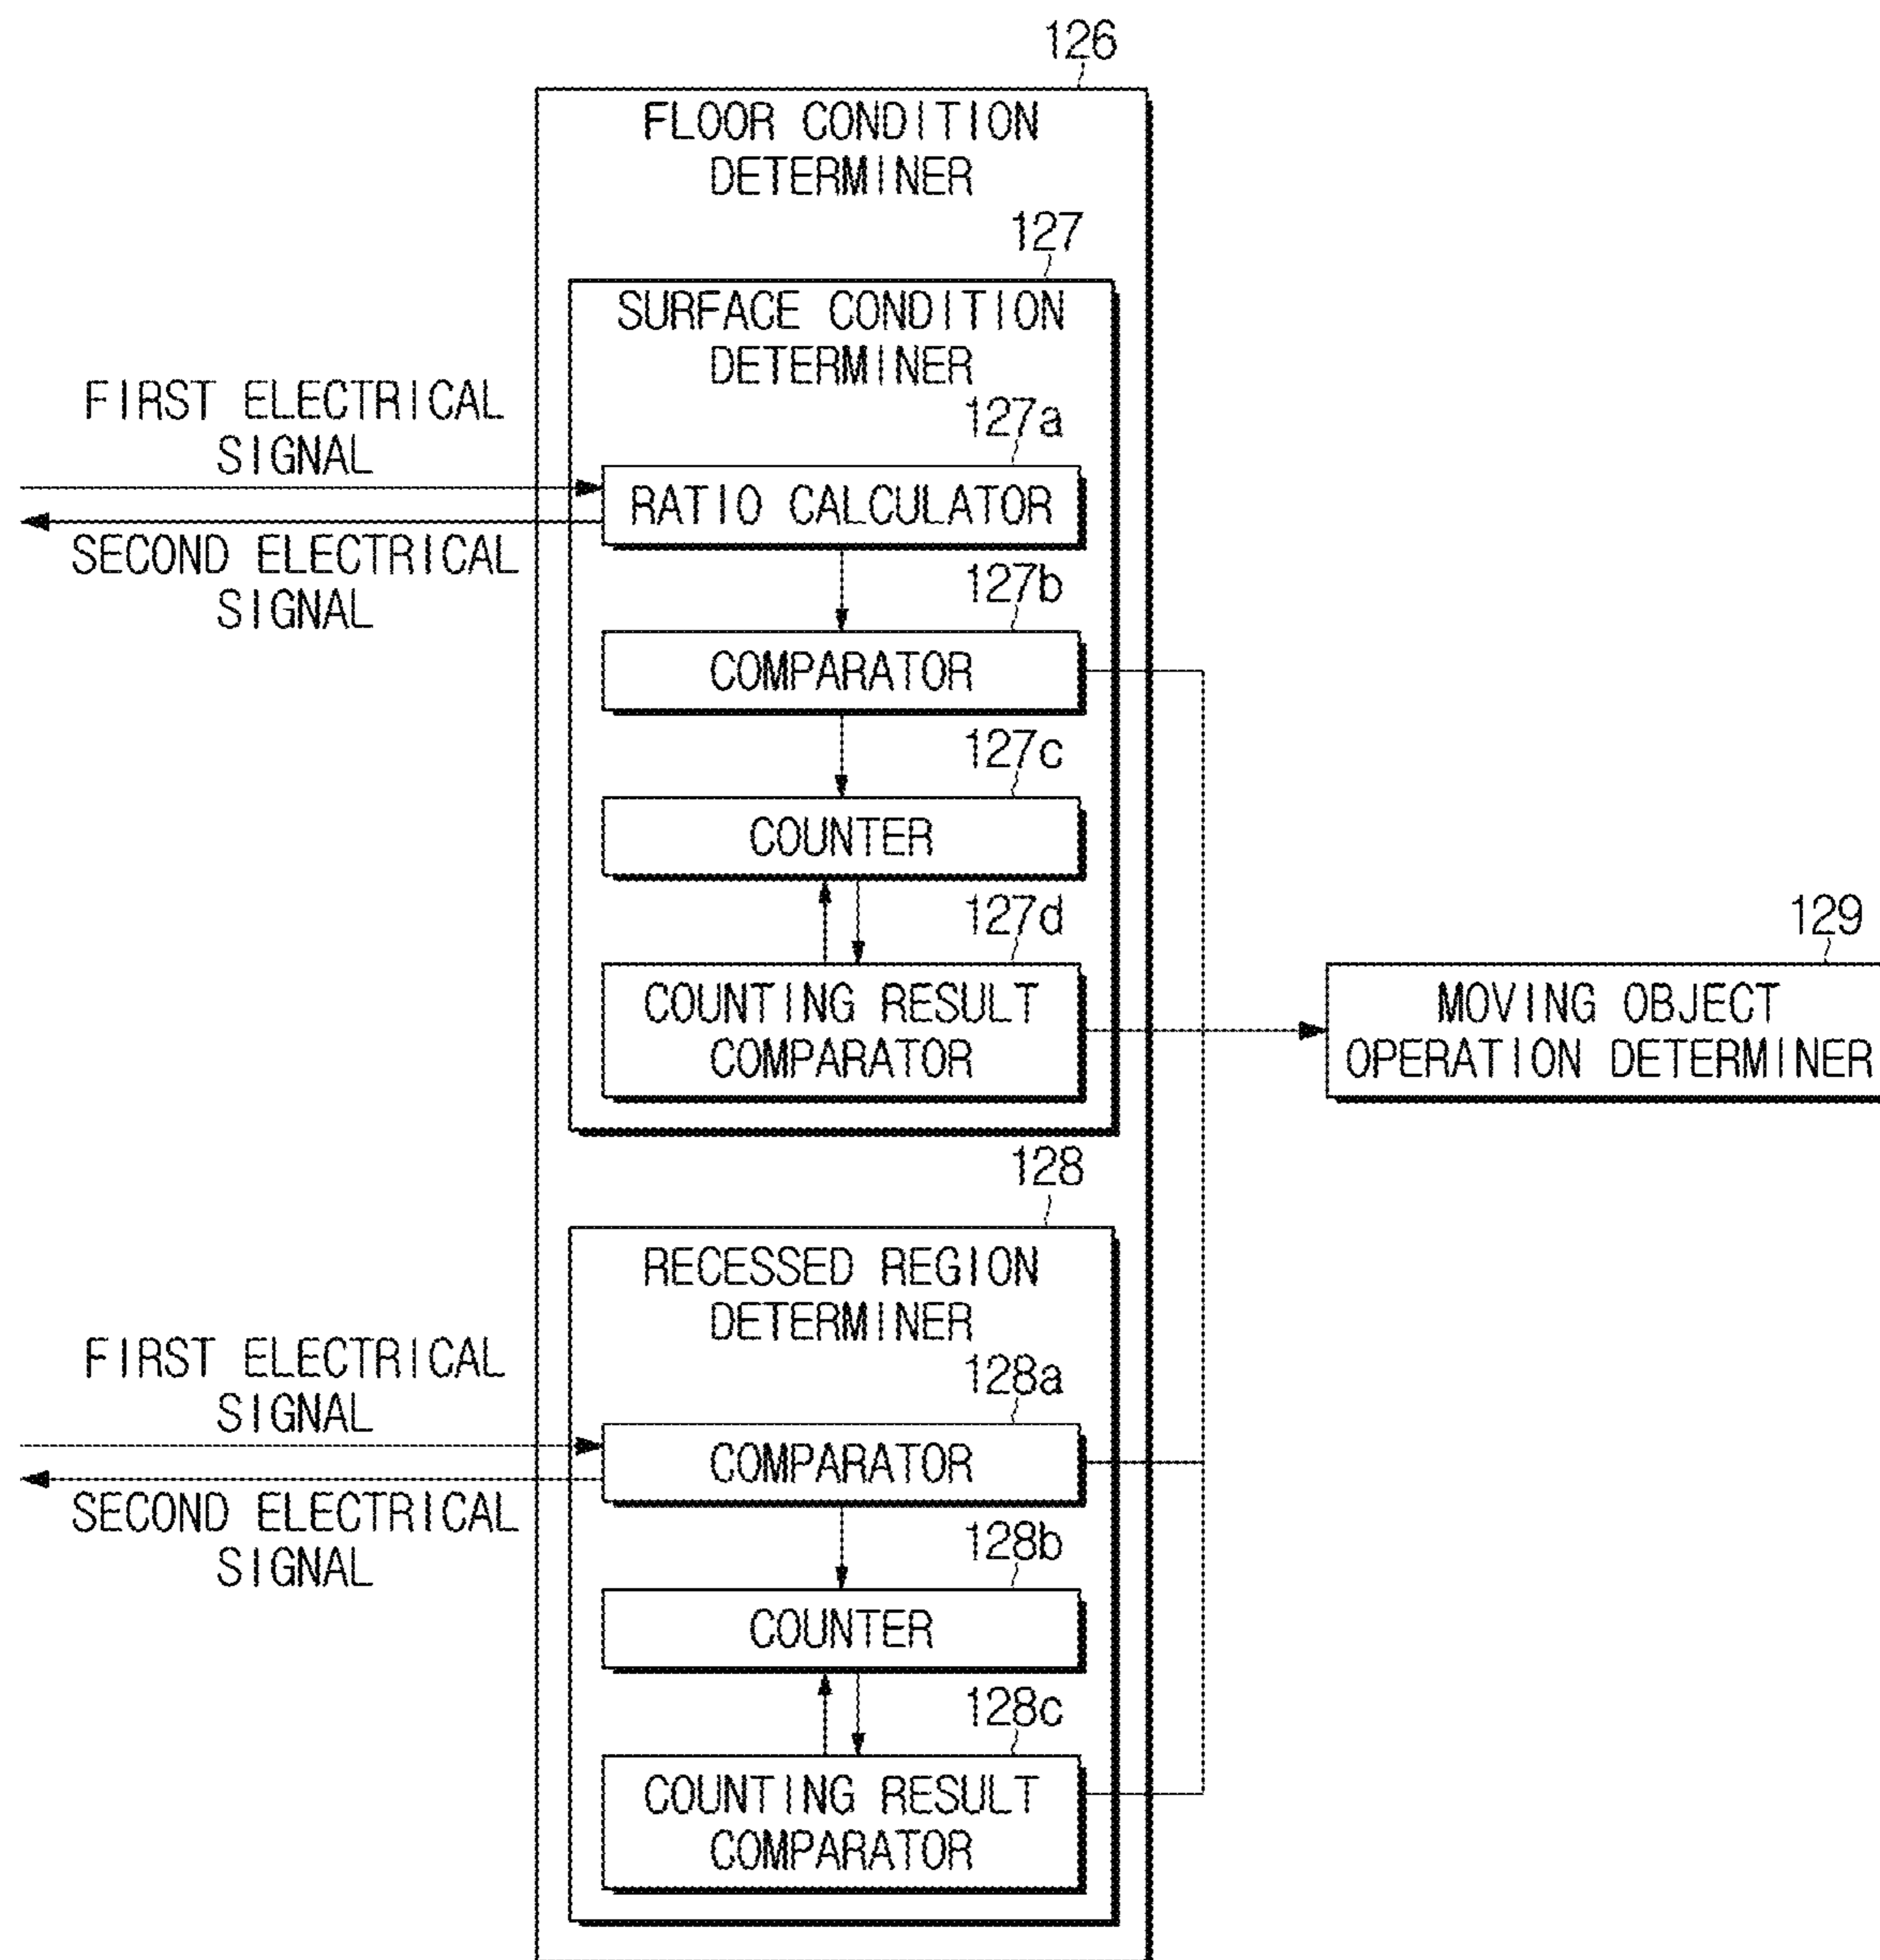 126
FLOOR CONDITION
DETERMINER
127
SURFACE CONDITION
DETERMINER
FIRST ELECTRICAL
SIGNAL
127a
RATIO CALCULATOR
SECOND ELECTRICAL
SIGNAL
127b
COMPARATOR
127c
COUNTER
127d
COUNTING RESULT
COMPARATOR
129
MOVING OBJECT
OPERATION DETERMINER
128
RECESSED REGION
DETERMINER
FIRST ELECTRICAL
SIGNAL
128a
COMPARATOR
SECOND ELECTRICAL
SIGNAL
128b
COUNTER
128c
COUNTING RESULT
COMPARATOR